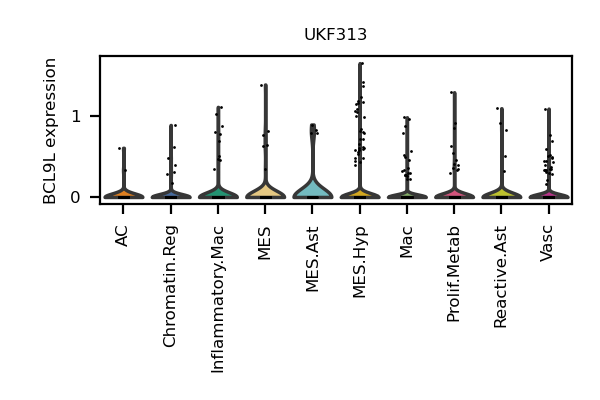 UKF313
BCL9L expression
1
0
AC
Chromatin.Reg
Inflammatory.Mac
MES
MES.Ast
MES.Hyp
Mac
Prolif.Metab
Reactive.Ast
Vasc